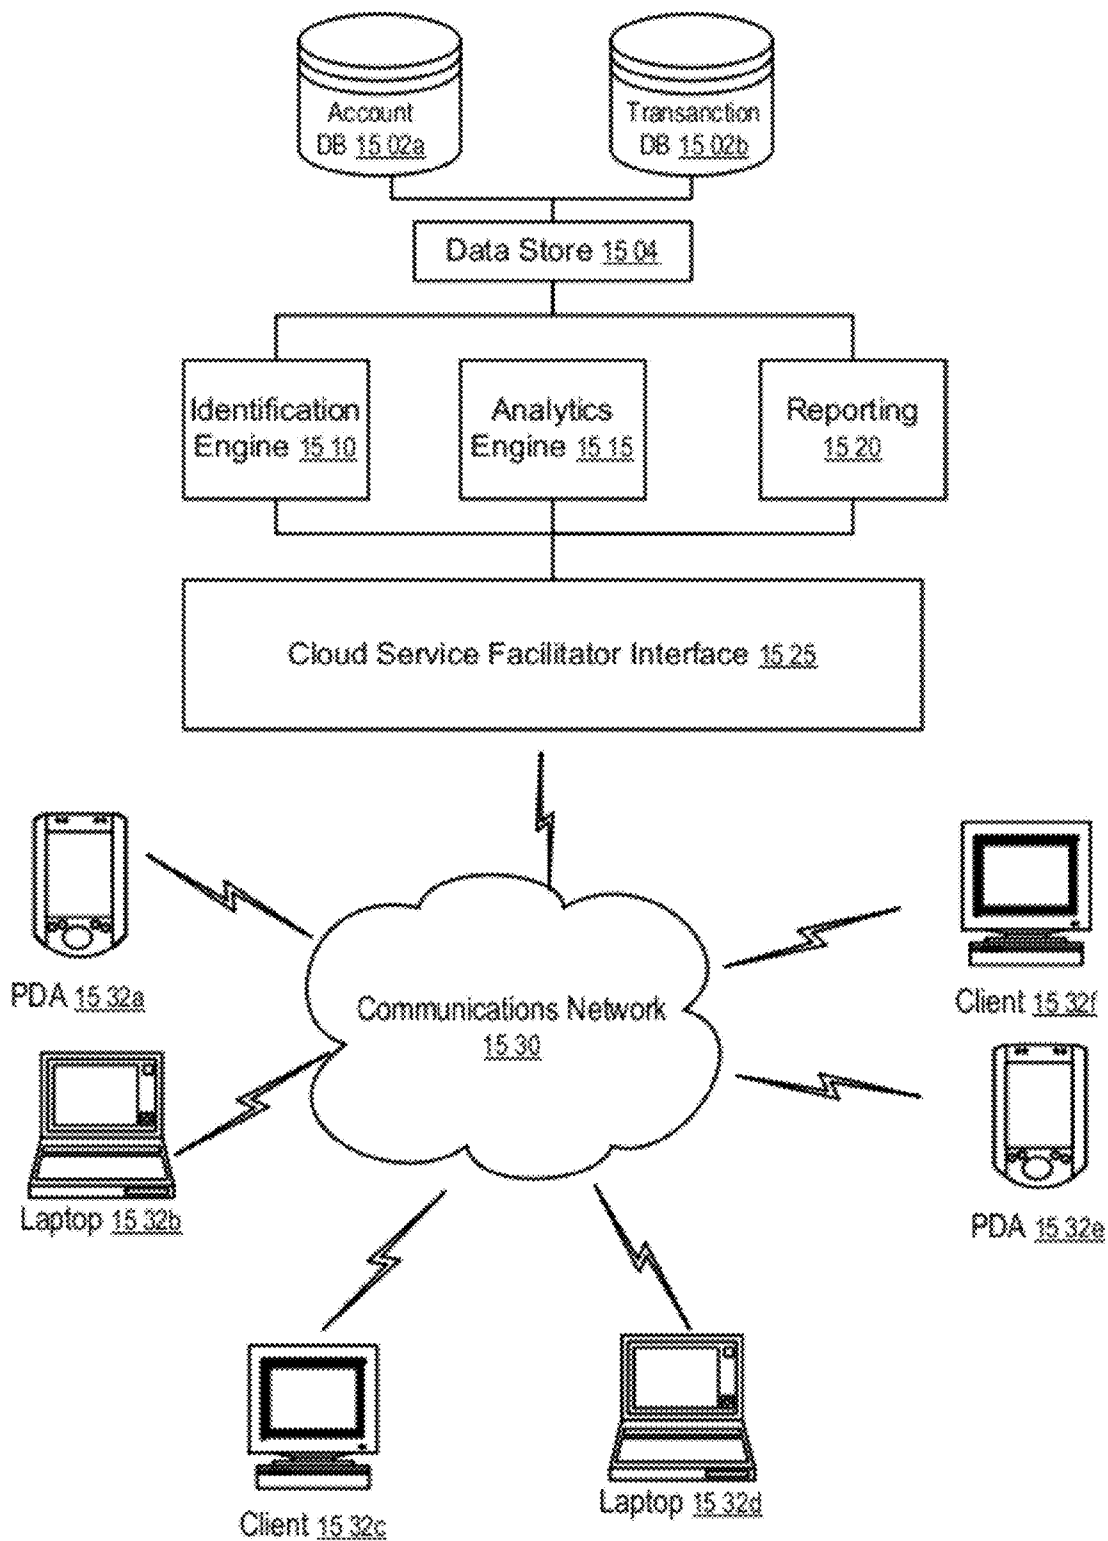 Account
DB 15 02a
Transanction
DB 15 02b
Data Store 15 04
Identification
Engine 15 10
Analytics
Engine 15 15
Reporting
15 20
Cloud Service Facilitator Interface 15 25
PDA 15 32a
Client 15 32f
Communications Network
15 30
Laptop 15 32b
PDA 15 32e
Client 15 32c
Laptop 15 32d